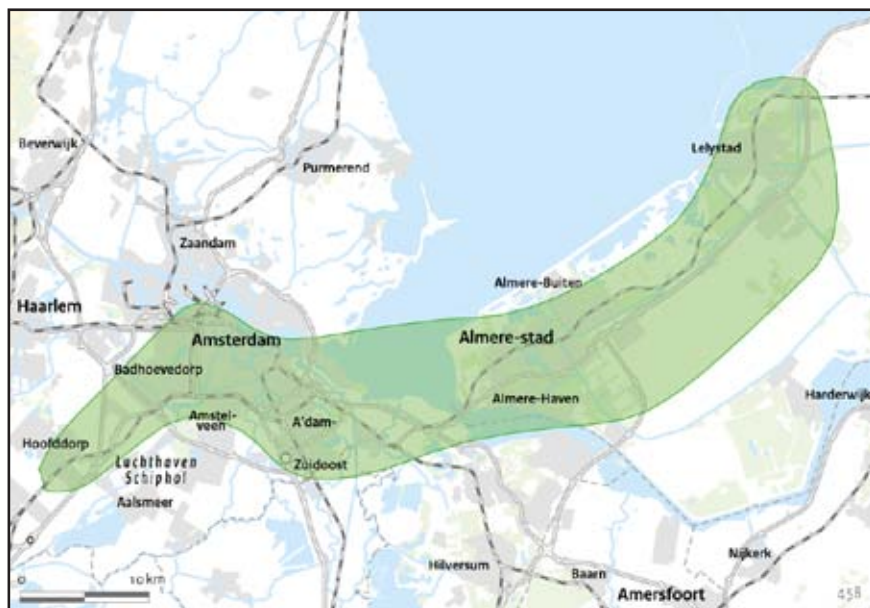 Beverwijk
Purmerend
Lelystad
Zaandam
Almere-Buiten
Haarlem
Amsterdam
Almere-stad
Badhoevedorp
Almere-Haven
Harderwijk
Amstel-
veen
A'dam-
Zuidoost
Hoofddorp
Luchthaven
Schiphol
Aalsmeer
Nijkerk
Hilversum
Baarn
Amersfoort
0
10 km
458